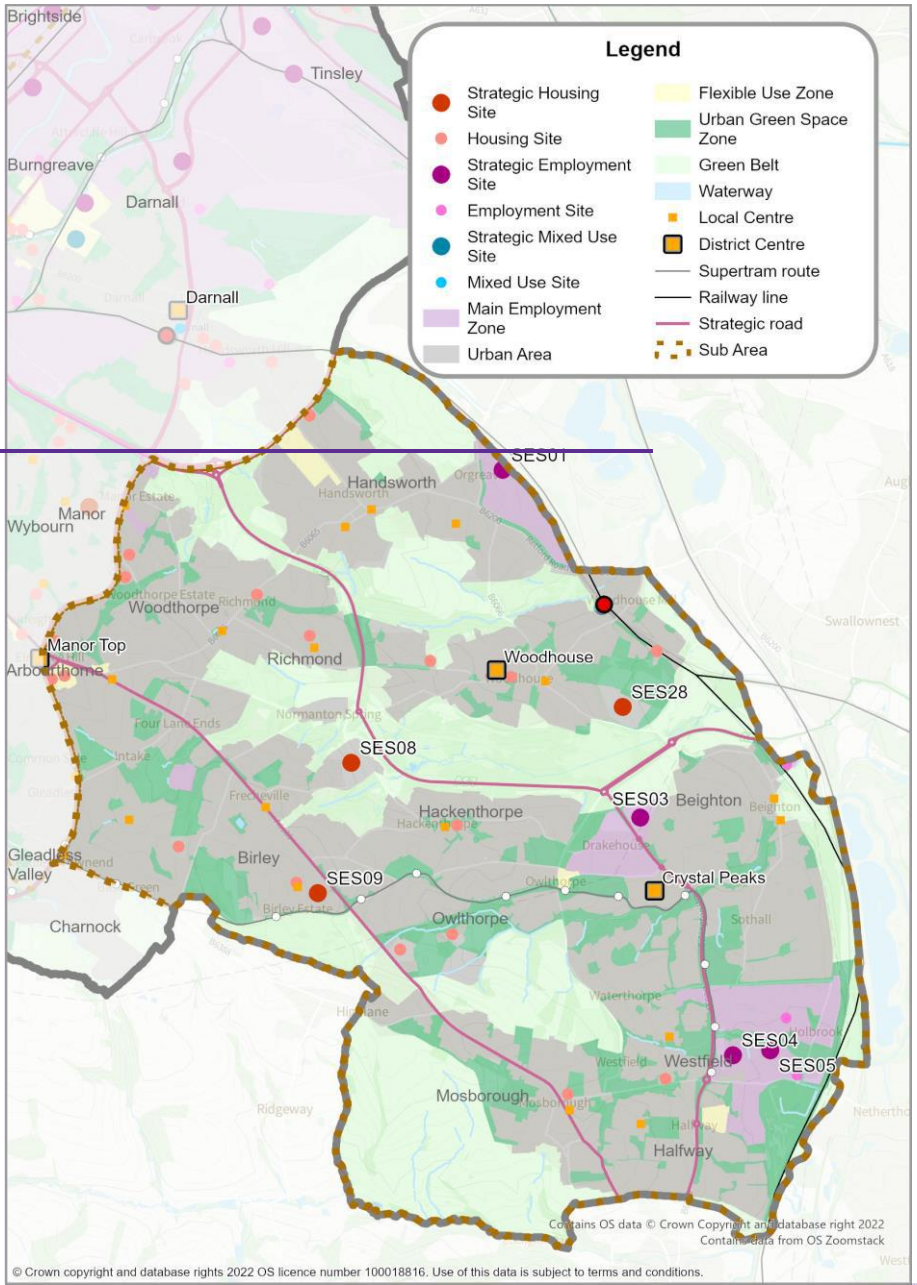 Brightside
Carbrook
Tinsley
Burngreave
Darnall
Darnall
Darnall
Legend
Strategic Housing
Site
Housing Site
Strategic Employment
Site
Employment Site
Strategic Mixed Use
Site
Mixed Use Site
Main Employment
Zone
Urban Area
Flexible Use Zone
Urban Green Space
Zone
Green Belt
Waterway
Local Centre
District Centre
Supertram route
Railway line
Strategic road
Sub Area
SES01
Handsworth
Handsworth
B6200
B6065
Manor Estate
Manor
Wybourn
Woodthorpe Estate
Woodthorpe
Richmond
Richmond
Swallownest
B6200
Manor Top
Arbourthorne
Woodhouse
SES28
Normanton Spring
Four Lane Ends
Intake
SES08
SES03
Beighton
Beighton
Frecheville
Hackenthorpe
Hackenthorpe
Drakehouse
Gleadless
Valley
Birley
SES09
Birley Estate
Owlthorpe
Crystal Peaks
Charnock
Owlthorpe
Sothall
Waterthorpe
Holbrook
SES04
SES05
Westfield
Westfield
Mosborough
Mosborough
Ridgeway
Halfway
Halfway
Contains OS data © Crown Copyright and database right 2022
Contains data from OS Zoomstack
© Crown copyright and database rights 2022 OS licence number 100018816. Use of this data is subject to terms and conditions.